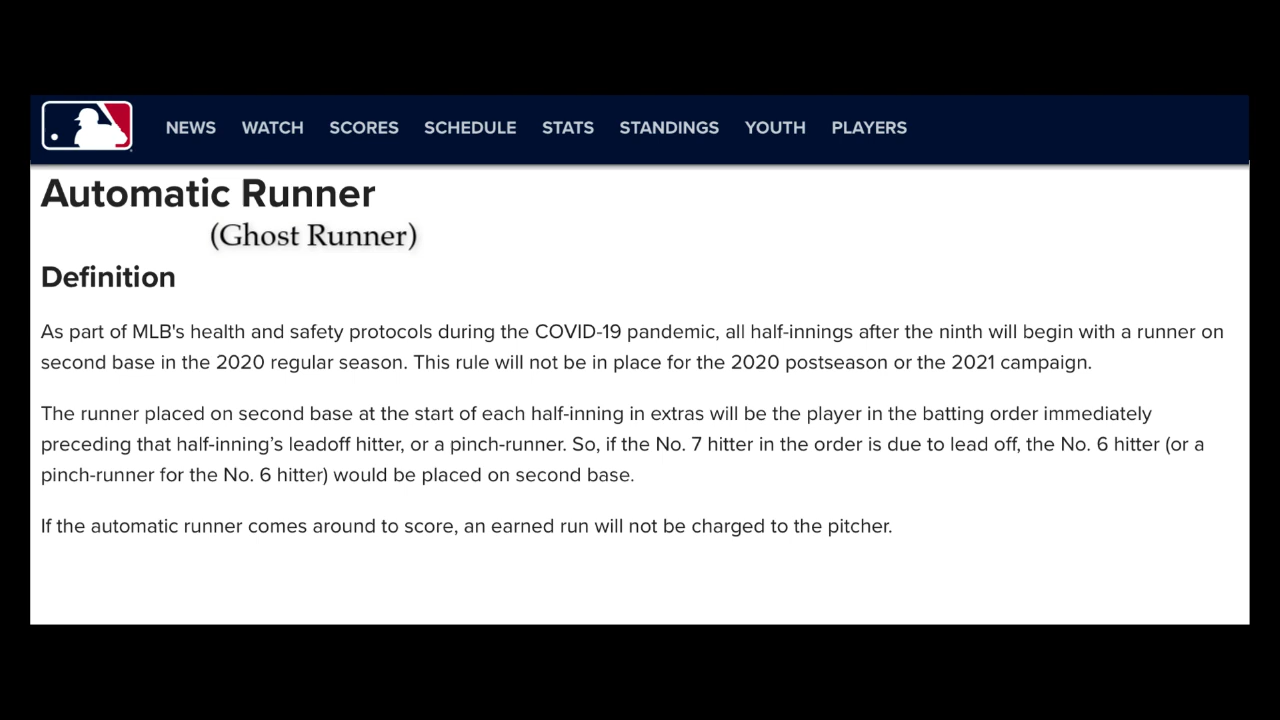 NEWS WATCH SCORES SCHEDULE STATS STANDINGS YOUTH PLAYERS
Automatic Runner
(Ghost Runner)
Definition
As part of MLB's health and safety protocols during the COVID-19 pandemic, all half-innings after the ninth will begin with a runner on
second base in the 2020 regular season. This rule will not be in place for the 2020 postseason or the 2021 campaign.
The runner placed on second base at the start of each half-inning in extras will be the player in the batting order immediately
preceding that half-inning’s leadoff hitter, or a pinch-runner. So, if the No. 7 hitter in the order is due to lead off, the No. 6 hitter (or a
pinch-runner for the No. 6 hitter) would be placed on second base.
If the automatic runner comes around to score, an earned run will not be charged to the pitcher.